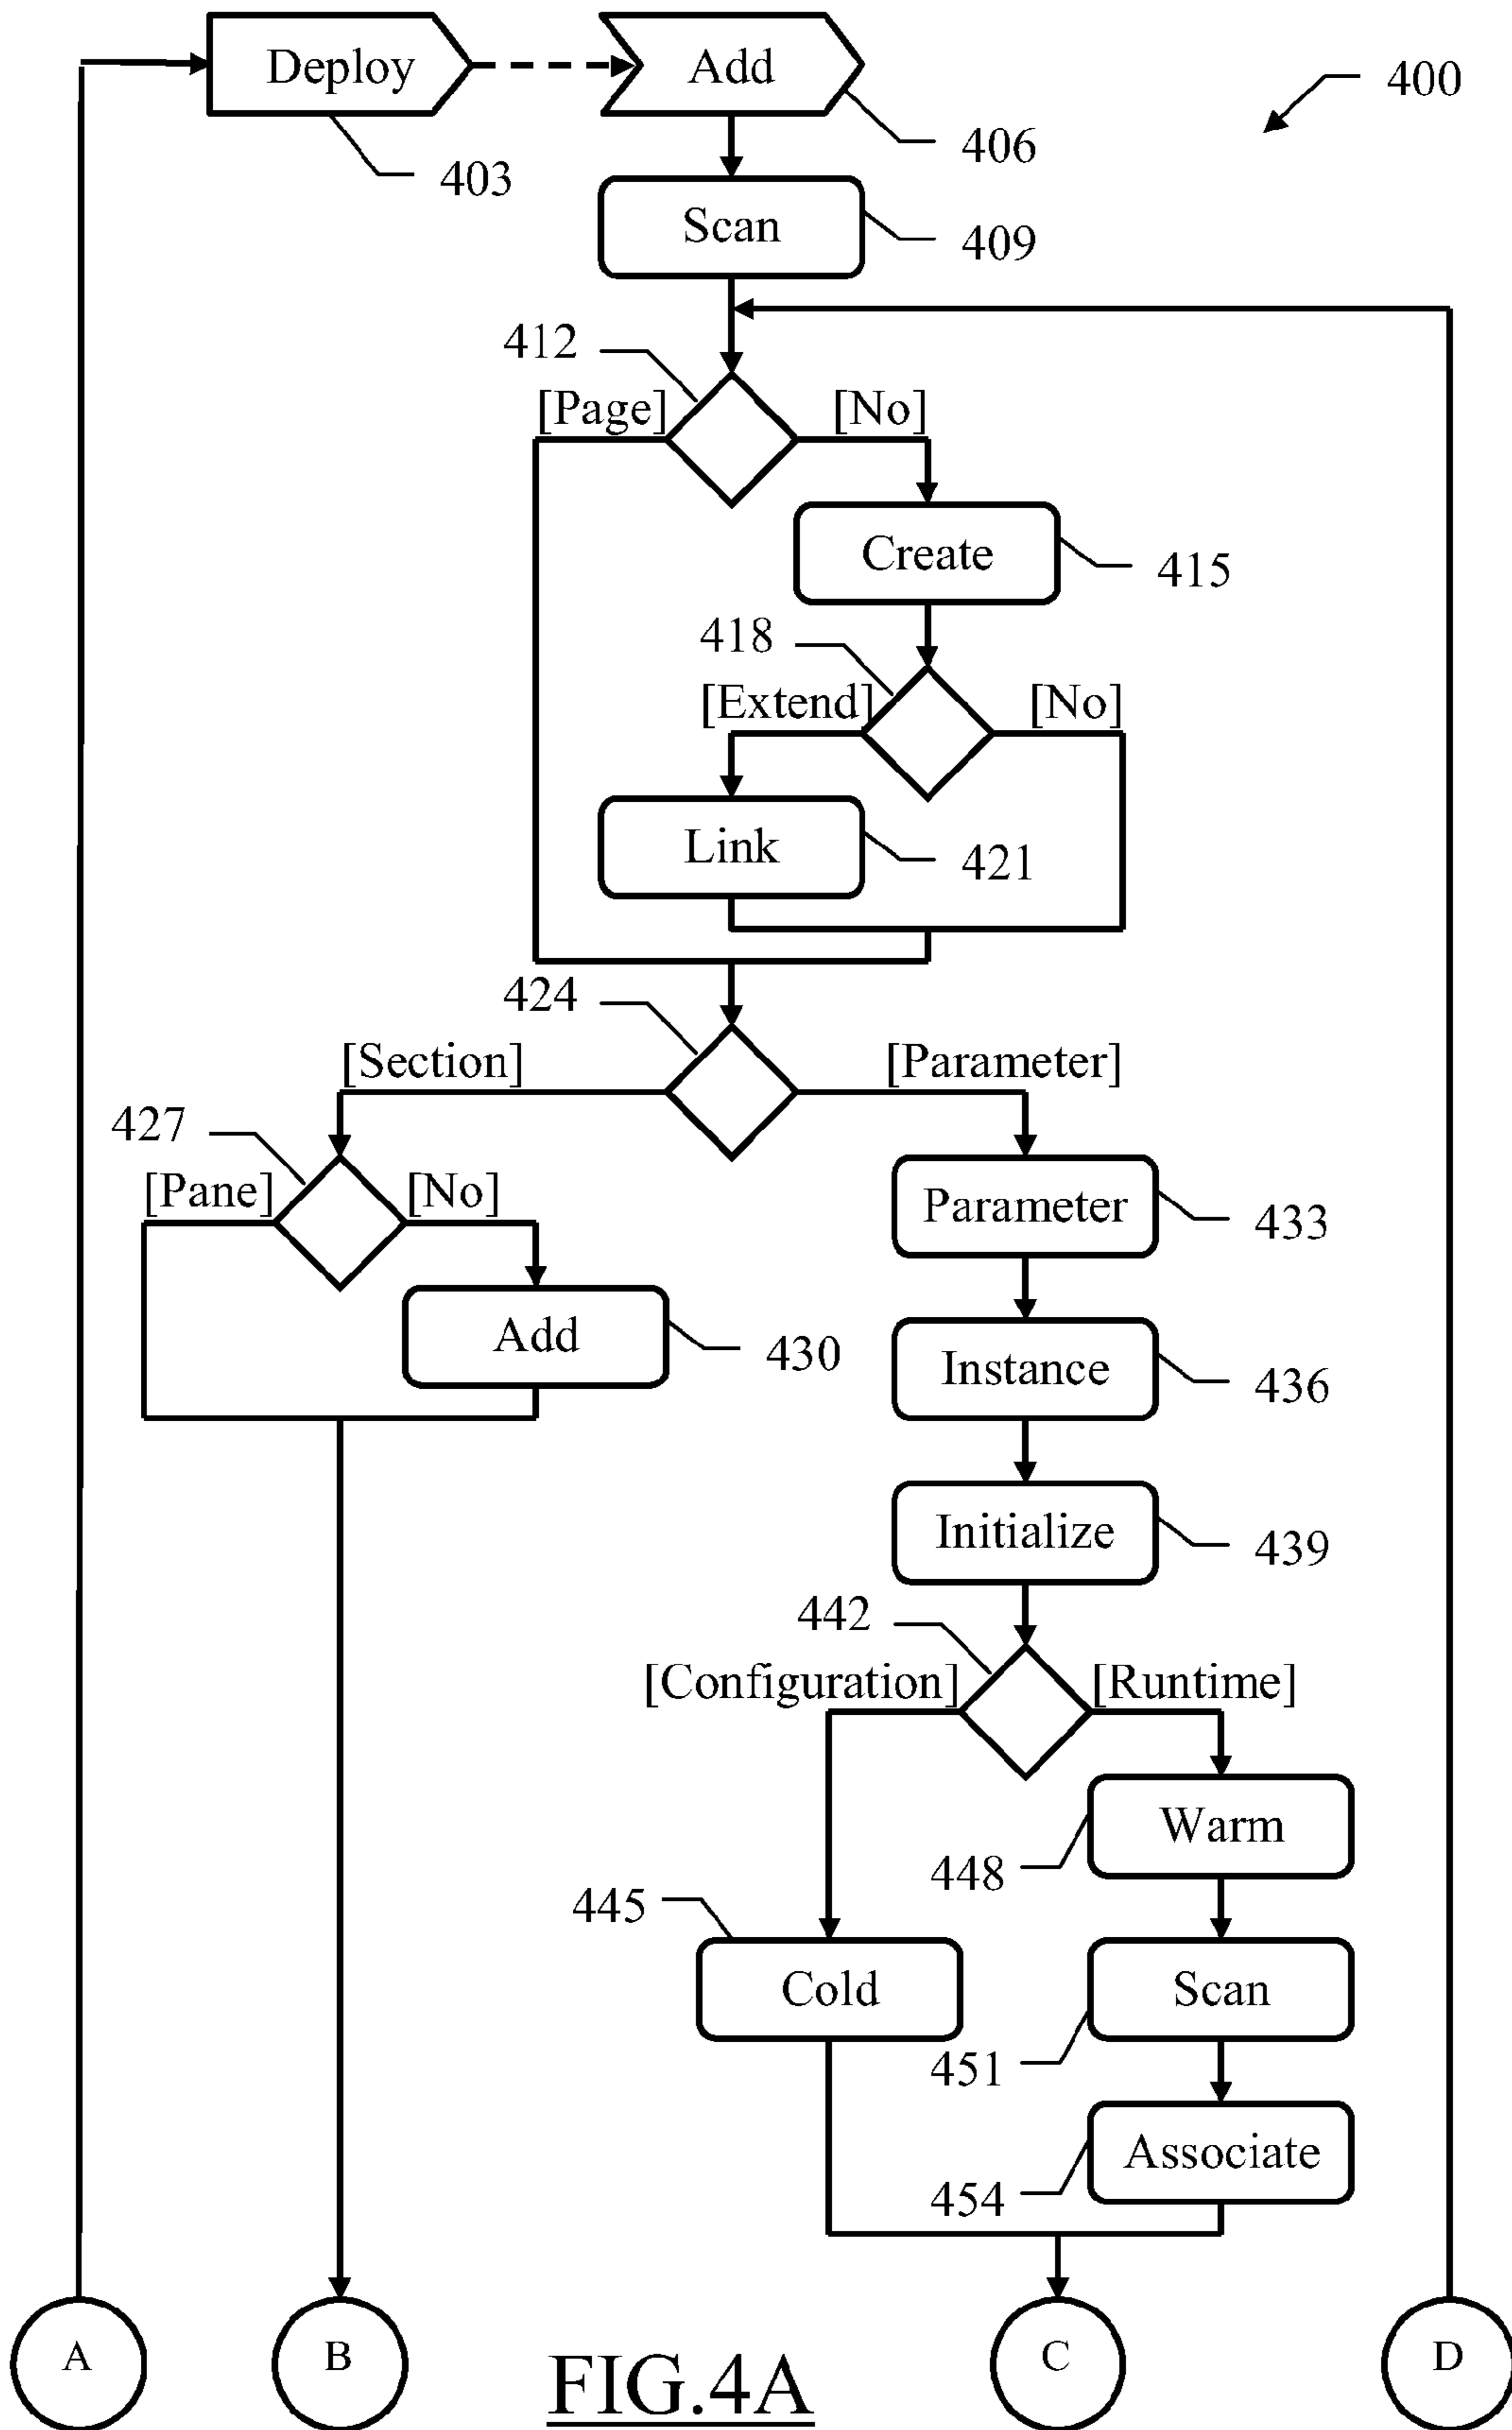 Deploy
Add
400
403
406
Scan
409
412
[Page]
[No]
Create
415
418
[Extend]
[No]
Link
421
424
[Section]
[Parameter]
427
[Pane]
[No]
Parameter
433
Add
430
Instance
436
Initialize
439
442
[Configuration]
[Runtime]
Warm
448
445
Cold
Scan
451
Associate
454
A
B
C
D
FIG.4A